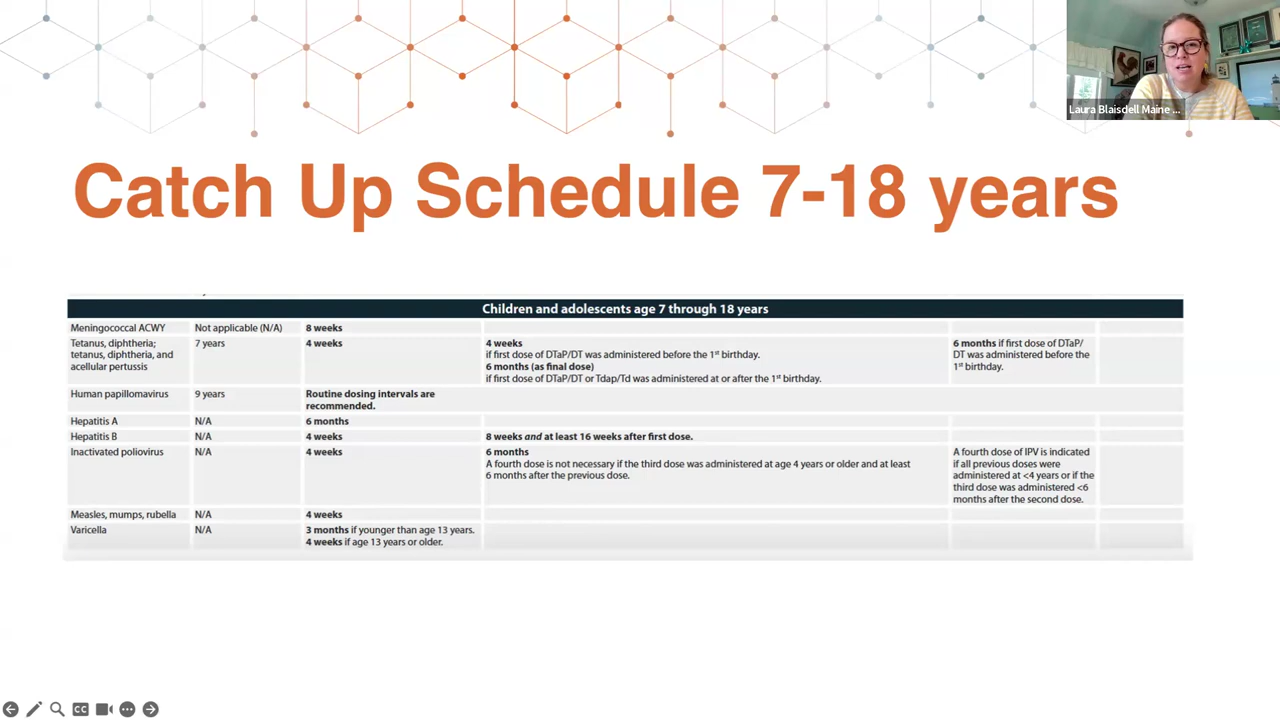 Laura Blaisdell Maine ...
Catch Up Schedule 7-18 years
Children and adolescents age 7 through 18 years
Meningococcal ACWY
Not applicable (N/A)
8 weeks
Tetanus, diphtheria;
tetanus, diphtheria, and
acellular pertussis
7 years
4 weeks
4 weeks
if first dose of DTaP/DT was administered before the 1st birthday.
6 months (as final dose)
if first dose of DTaP/DT or Tdap/Td was administered at or after the 1st birthday.
6 months if first dose of DTaP/
DT was administered before the
1st birthday.
Human papillomavirus
9 years
Routine dosing intervals are
recommended.
Hepatitis A
N/A
6 months
Hepatitis B
N/A
4 weeks
8 weeks and at least 16 weeks after first dose.
Inactivated poliovirus
N/A
4 weeks
6 months
A fourth dose is not necessary if the third dose was administered at age 4 years or older and at least
6 months after the previous dose.
A fourth dose of IPV is indicated
if all previous doses were
administered at <4 years or if the
third dose was administered <6
months after the second dose.
Measles, mumps, rubella
N/A
4 weeks
Varicella
N/A
3 months if younger than age 13 years.
4 weeks if age 13 years or older.
CC